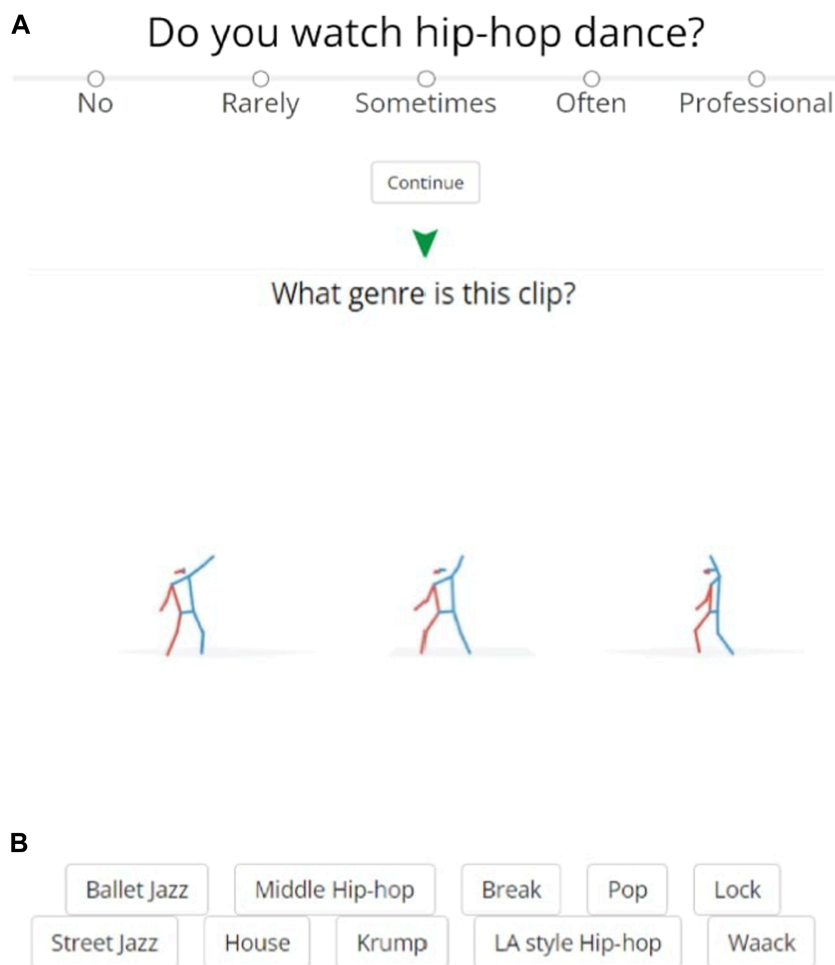 A
Do you watch hip-hop dance?
No Rarely Sometimes Often Professional
Continue
What genre is this clip?
B
Ballet Jazz Middle Hip-hop Break Pop Lock
Street Jazz House Krump LA style Hip-hop Waack